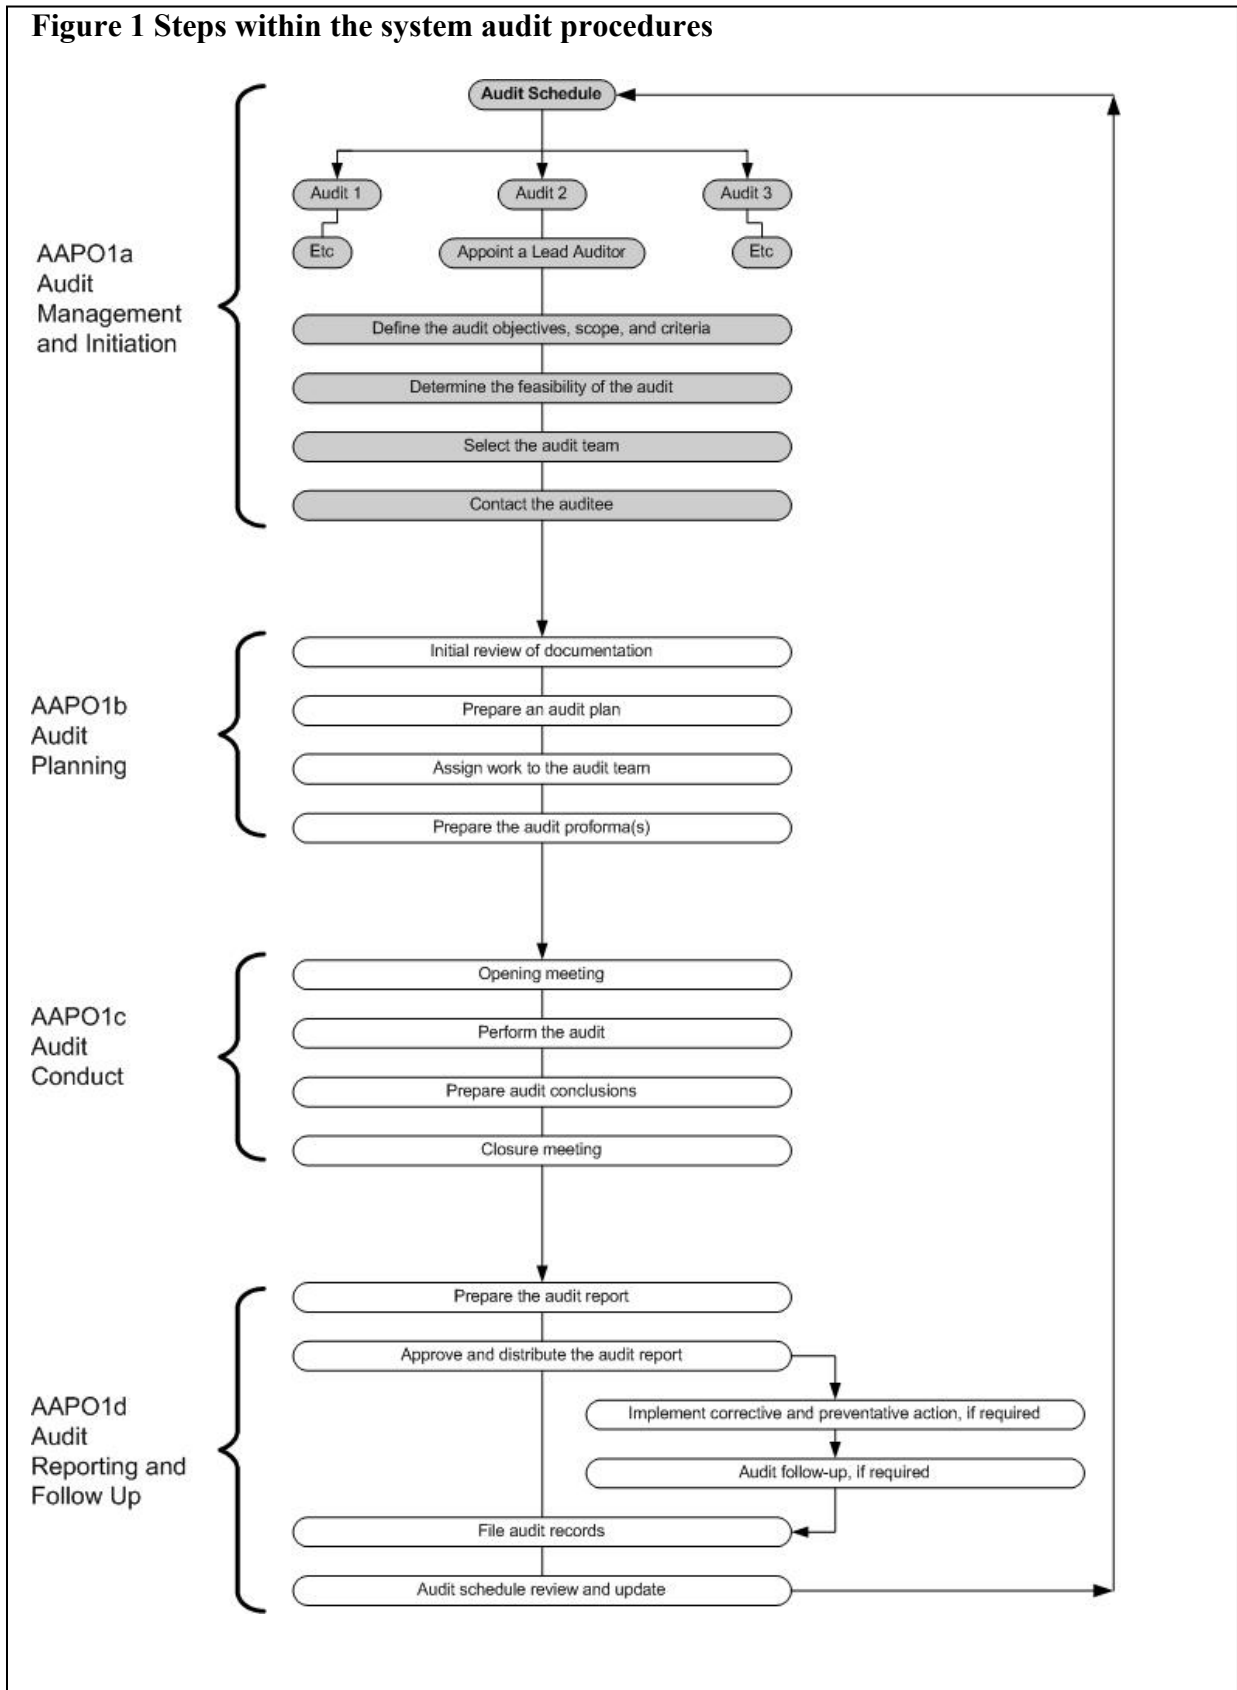 Figure 1 Steps within the system audit procedures
Audit Schedule
Audit 1
Audit 2
Audit 3
Etc
Appoint a Lead Auditor
Etc
AAPO1a
Audit
Management
and Initiation
Define the audit objectives, scope, and criteria
Determine the feasibility of the audit
Select the audit team
Contact the auditee
AAPO1b
Audit
Planning
Initial review of documentation
Prepare an audit plan
Assign work to the audit team
Prepare the audit proforma(s)
AAPO1c
Audit
Conduct
Opening meeting
Perform the audit
Prepare audit conclusions
Closure meeting
AAPO1d
Audit
Reporting and
Follow Up
Prepare the audit report
Approve and distribute the audit report
Implement corrective and preventative action, if required
Audit follow-up, if required
File audit records
Audit schedule review and update